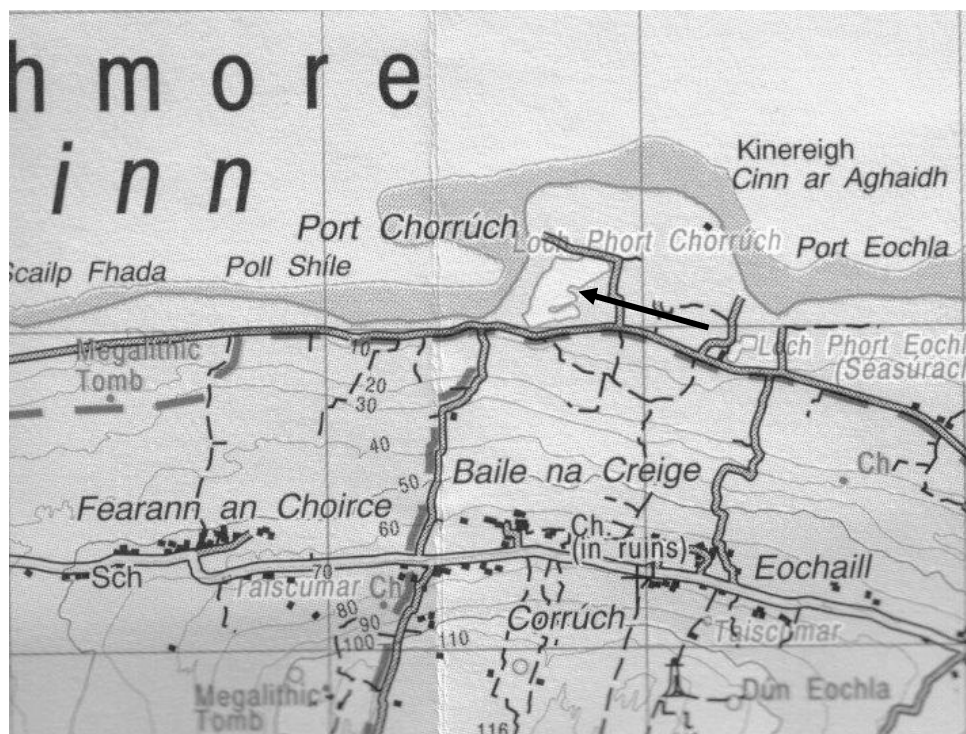 hmore
inn
Kinereigh
Cinn ar Aghaidh
Port Chorrúch
Loch Phort Chorrúch
Port Eochla
Scailp Fhada
Poll Shíle
Megalithic
Tomb
10
Loch Phort Eochl
(Seasúrach
20
30
40
Baile na Creige
Ch
50
Fearann an Choirce
60
Ch.
(in ruins)
Sch
70
Eochaill
Taiscumar
Ch
80
90
Corrúch
100
110
Taiscumar
Megalithic
Tomb
Dún Eochla
116